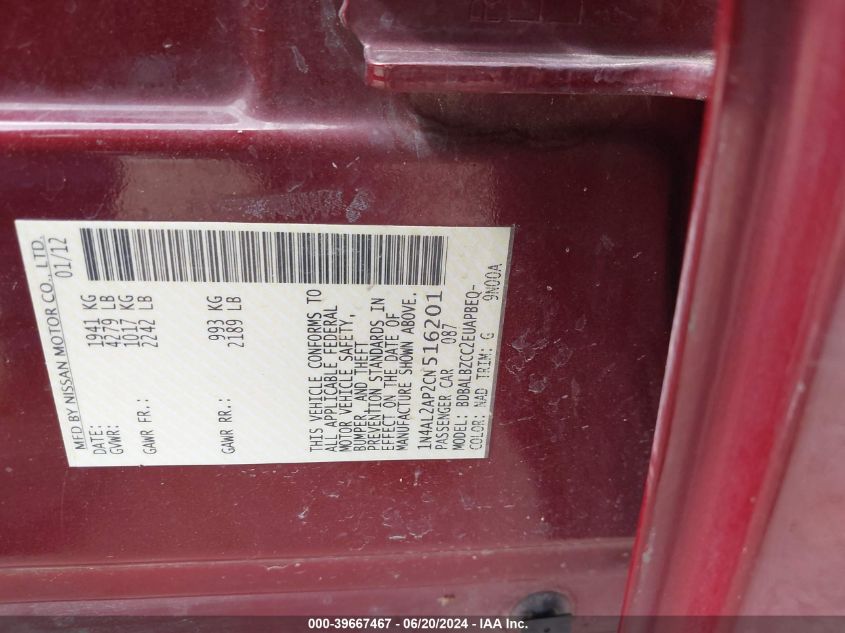 MFD BY NISSAN MOTOR CO., LTD.
DATE: 01/12
GVWR: 1941 KG
4279 LB
GAWR FR.: 1017 KG
2242 LB
GAWR RR.: 993 KG
2189 LB
THIS VEHICLE CONFORMS TO
ALL APPLICABLE FEDERAL
MOTOR VEHICLE SAFETY,
BUMPER, AND THEFT
PREVENTION STANDARDS IN
EFFECT ON THE DATE OF
MANUFACTURE SHOWN ABOVE.
1N4AL2AP2CN516201
PASSENGER CAR 087
MODEL: BDBALBZCC2EUAPBEQ-
COLOR: NAD TRIM: G 9N00A
000-39667467 - 06/20/2024 - IAA Inc.